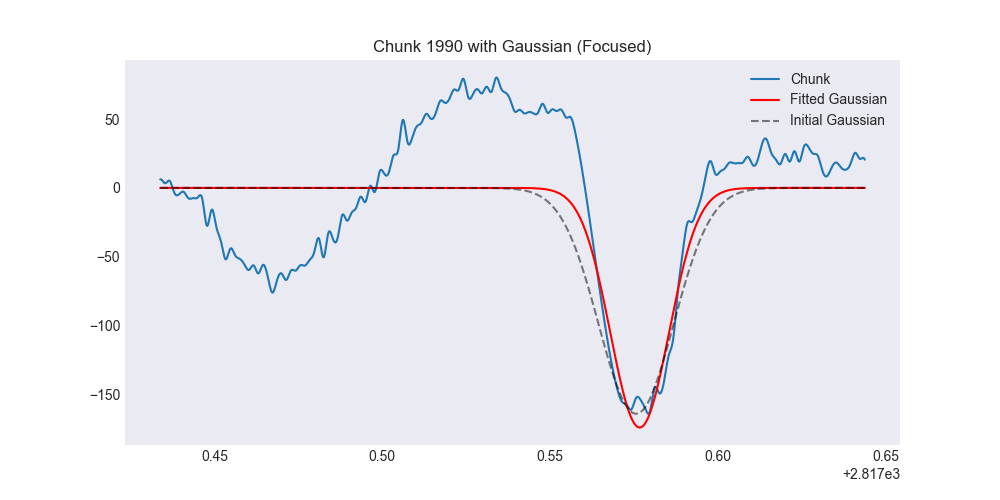 Chunk 1990 with Gaussian (Focused)
Chunk
Fitted Gaussian
Initial Gaussian
50
0
−50
−100
−150
0.45 0.50 0.55 0.60 0.65
+2.817e3